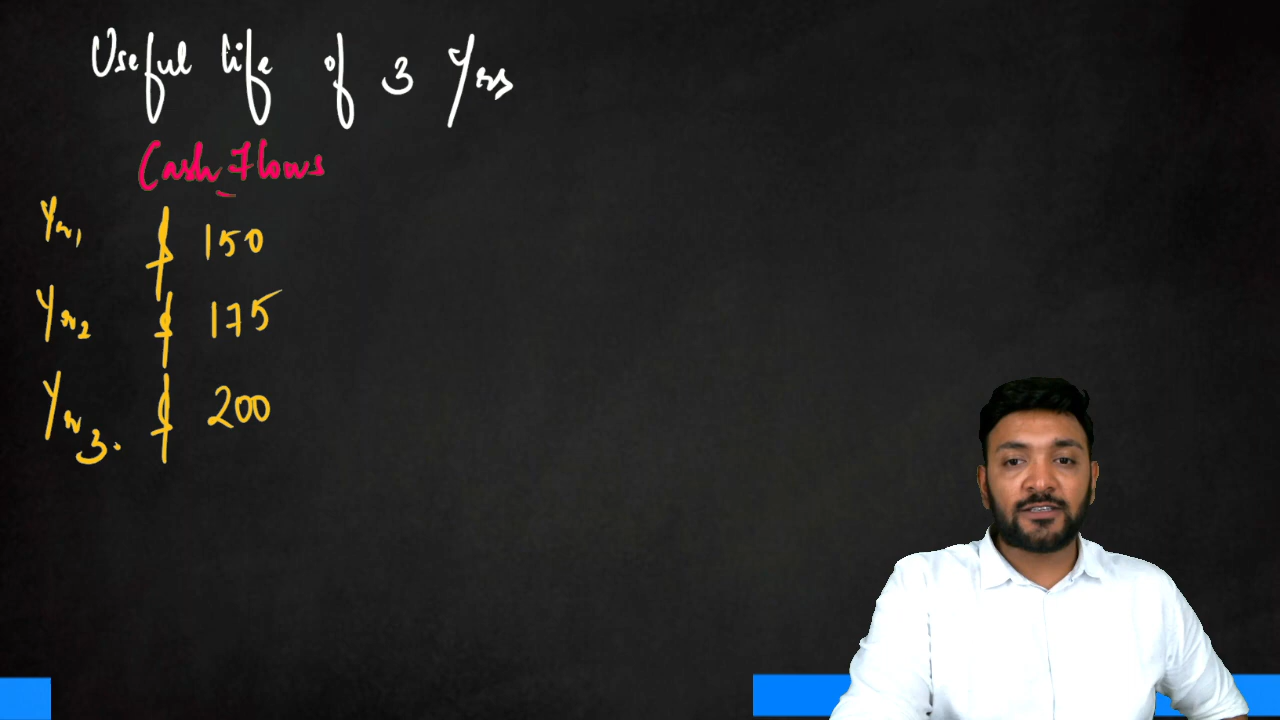 Useful life of 3 Yrs
Cash Flows
Yr1 $ 150
Yr2 $ 175
Yr3. $ 200